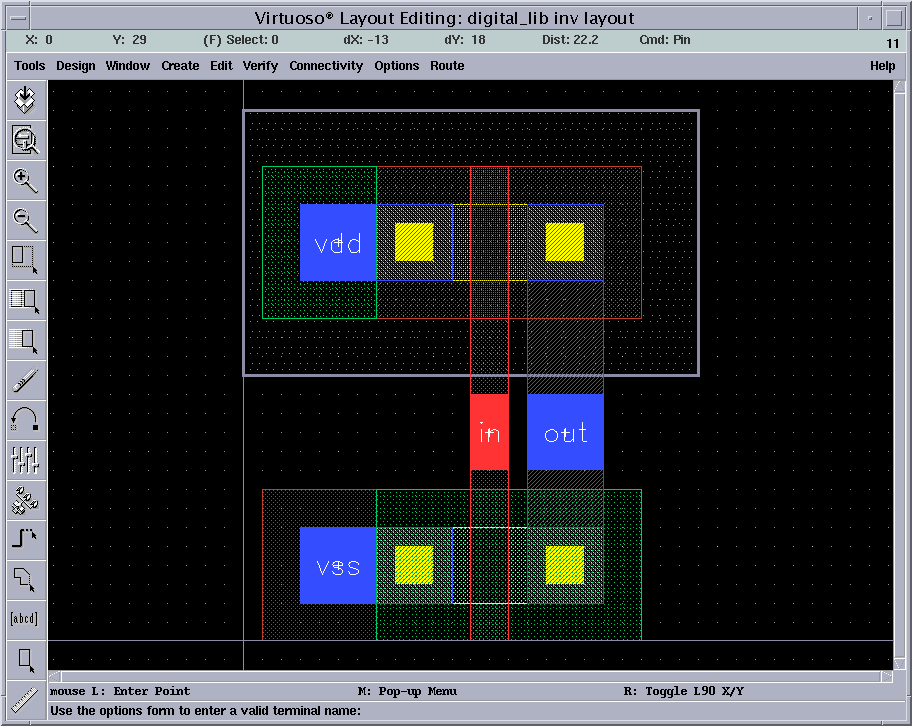 Virtuoso® Layout Editing: digital_lib inv layout
X: 0 Y: 29 (F) Select: 0 dX: -13 dY: 18 Dist: 22.2 Cmd: Pin 11
Tools Design Window Create Edit Verify Connectivity Options Route Help
vdd
in out
vss
[abcd]
mouse L: Enter Point M: Pop-up Menu R: Toggle L90 X/Y
Use the options form to enter a valid terminal name: